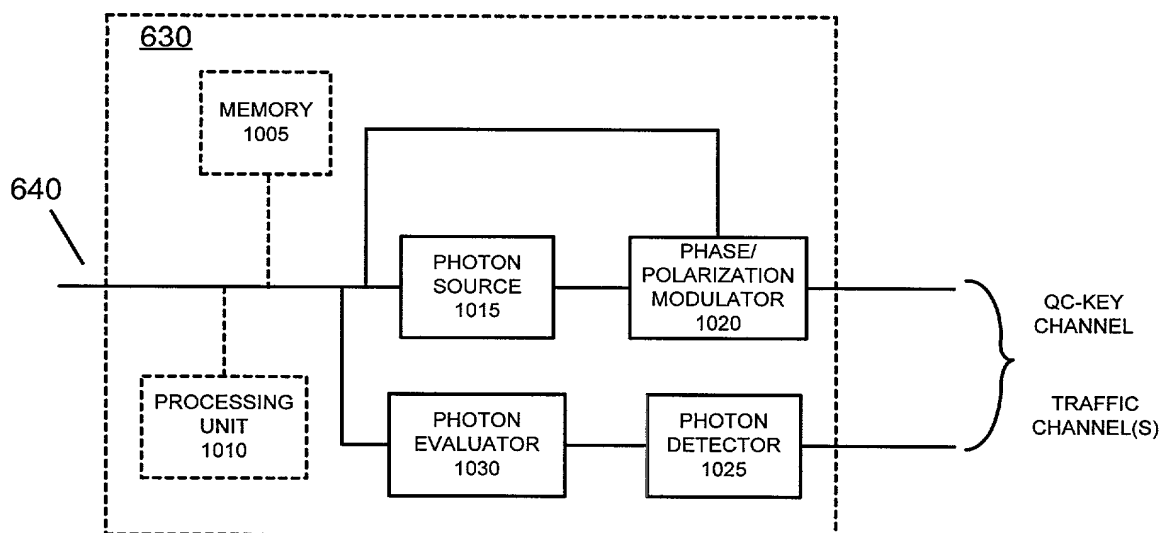 630
MEMORY
1005
640
PHOTON
SOURCE
1015
PHASE/
POLARIZATION
MODULATOR
1020
QC-KEY
CHANNEL
PROCESSING
UNIT
1010
PHOTON
EVALUATOR
1030
PHOTON
DETECTOR
1025
TRAFFIC
CHANNEL(S)